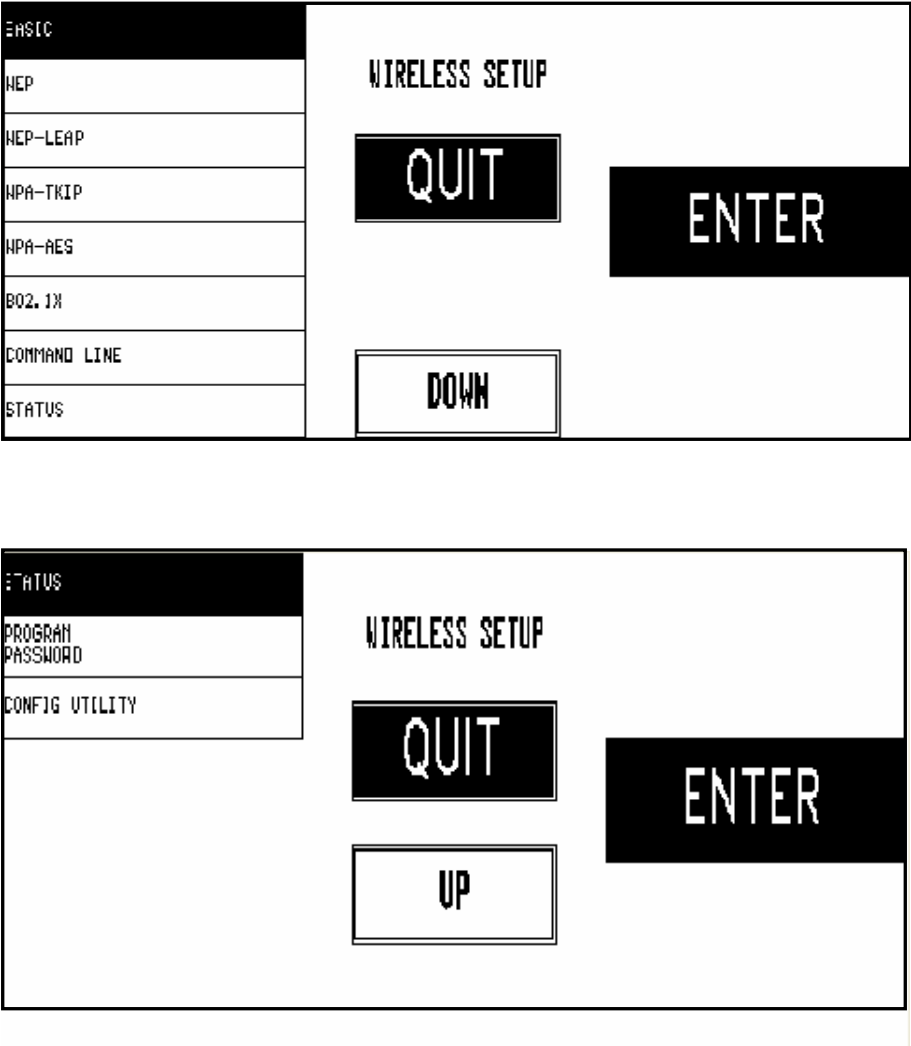 BASIC
WEP
WEP-LEAP
WPA-TKIP
WPA-AES
802.1X
COMMAND LINE
STATUS
WIRELESS SETUP
QUIT
ENTER
DOWN
STATUS
PROGRAM
PASSWORD
CONFIG UTILITY
WIRELESS SETUP
QUIT
ENTER
UP